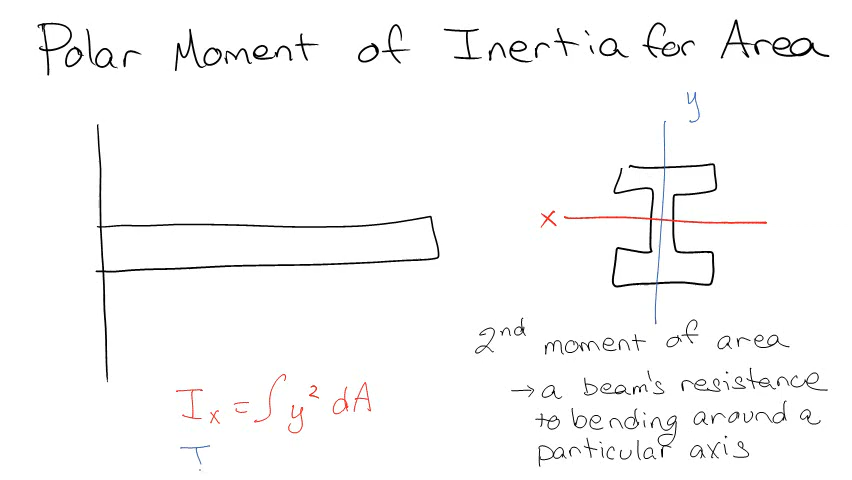 Polar Moment of Inertia for Area
y
x
2nd moment of area
→ a beam's resistance
to bending around a
particular axis
Ix = ∫ y² dA
I